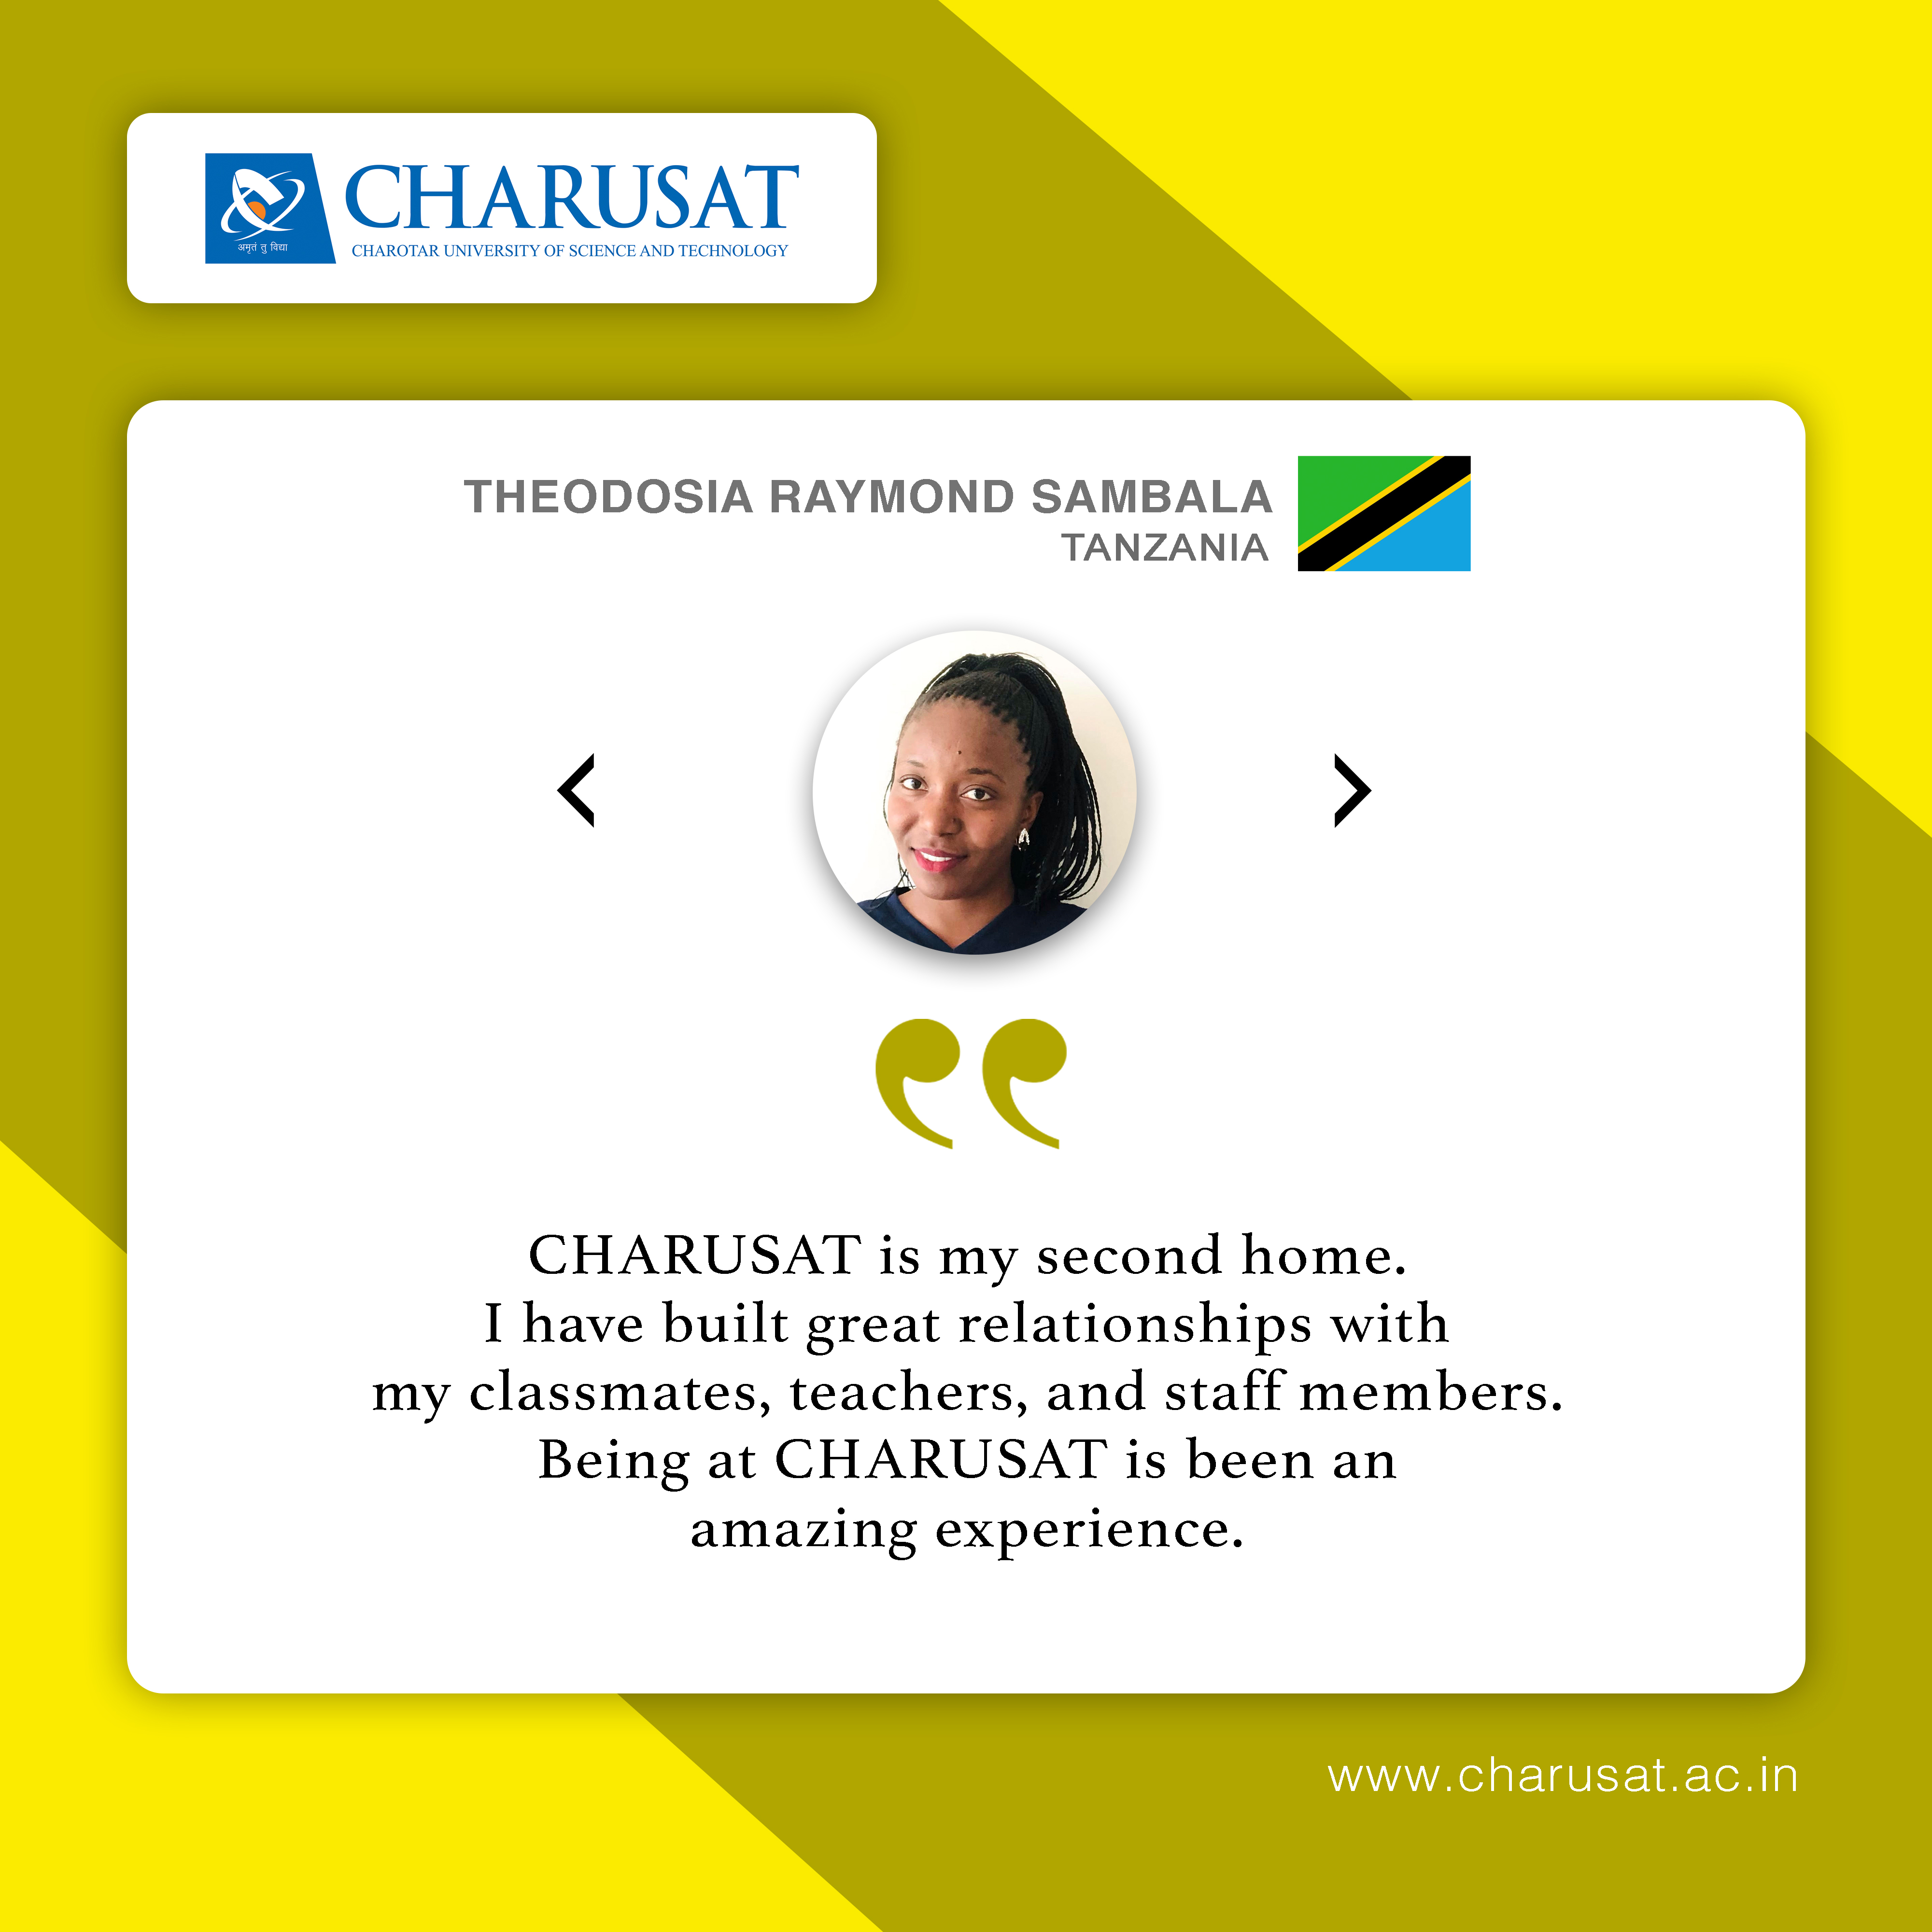 CHARUSAT
CHAROTAR UNIVERSITY OF SCIENCE AND TECHNOLOGY
अमृतं तु विद्या
THEODOSIA RAYMOND SAMBALA
TANZANIA
CHARUSAT is my second home.
I have built great relationships with
my classmates, teachers, and staff members.
Being at CHARUSAT is been an
amazing experience.
www.charusat.ac.in